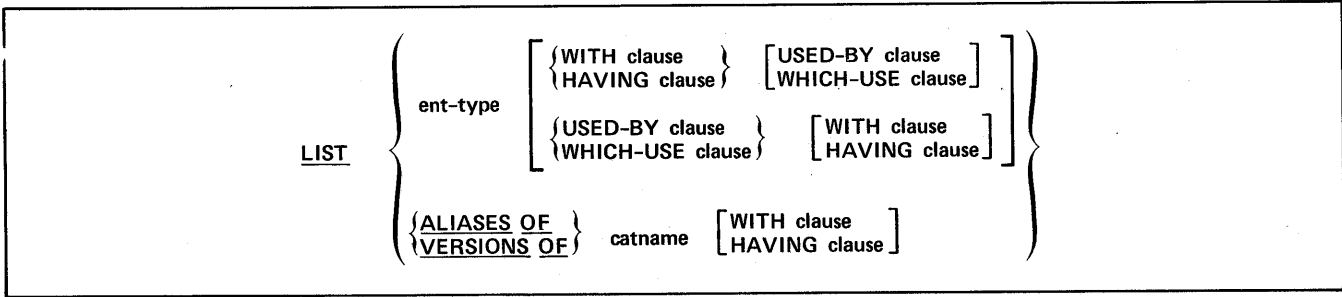 WITH clause USED-BY clause
HAVING clause WHICH-USE clause
ent-type
USED-BY clause WITH clause
LIST WHICH-USE clause HAVING clause
ALIASES OF WITH clause
VERSIONS OF catname HAVING clause